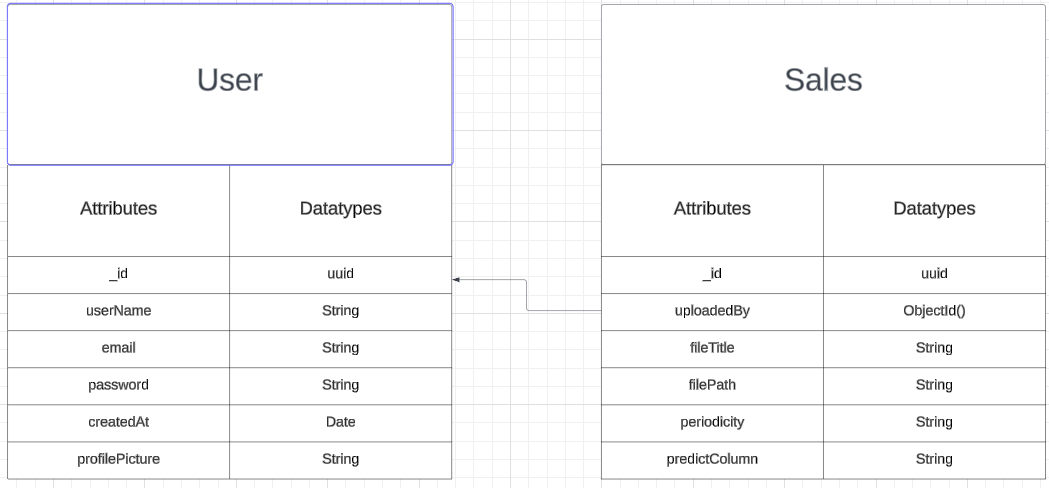 User
Attributes Datatypes
_id uuid
userName String
email String
password String
createdAt Date
profilePicture String
Sales
Attributes Datatypes
_id uuid
uploadedBy ObjectId()
fileTitle String
filePath String
periodicity String
predictColumn String